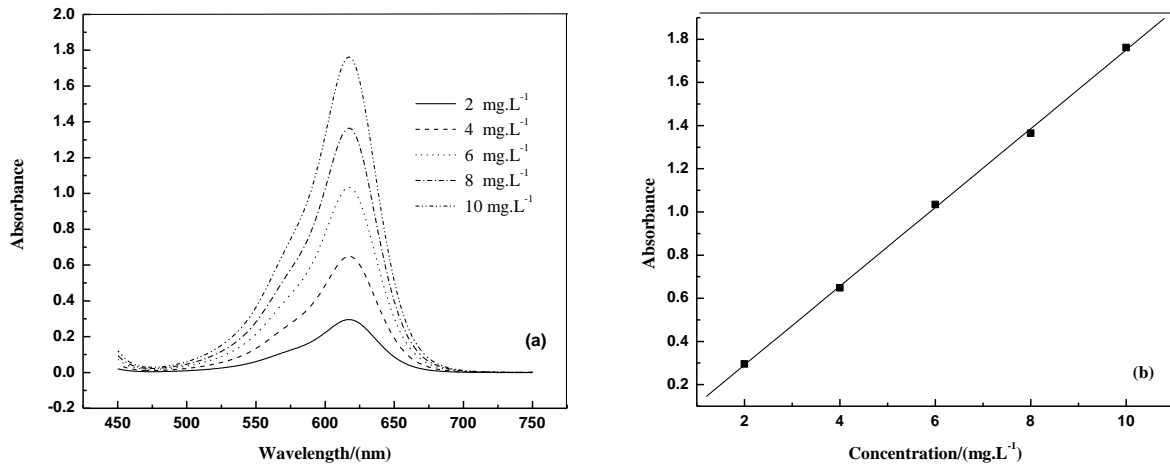 2.0
1.8
1.6
1.4
1.2
1.0
0.8
0.6
0.4
0.2
0.0
-0.2
Absorbance
2 mg.L-1
4 mg.L-1
6 mg.L-1
8 mg.L-1
10 mg.L-1
(a)
450 500 550 600 650 700 750
Wavelength/(nm)
1.8
1.6
1.4
1.2
1.0
0.8
0.6
0.4
0.2
Absorbance
(b)
2 4 6 8 10
Concentration/(mg.L-1)